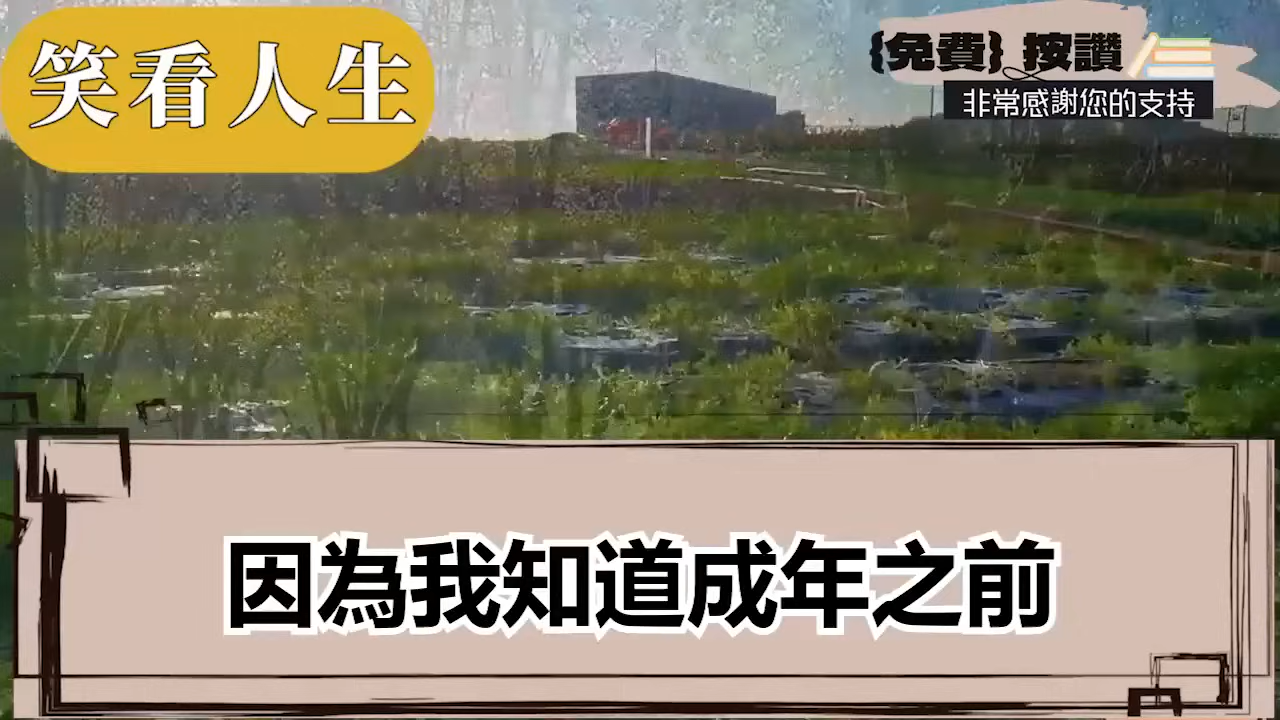 笑看人生
{免費} 按讚
非常感謝您的支持
因為我知道成年之前